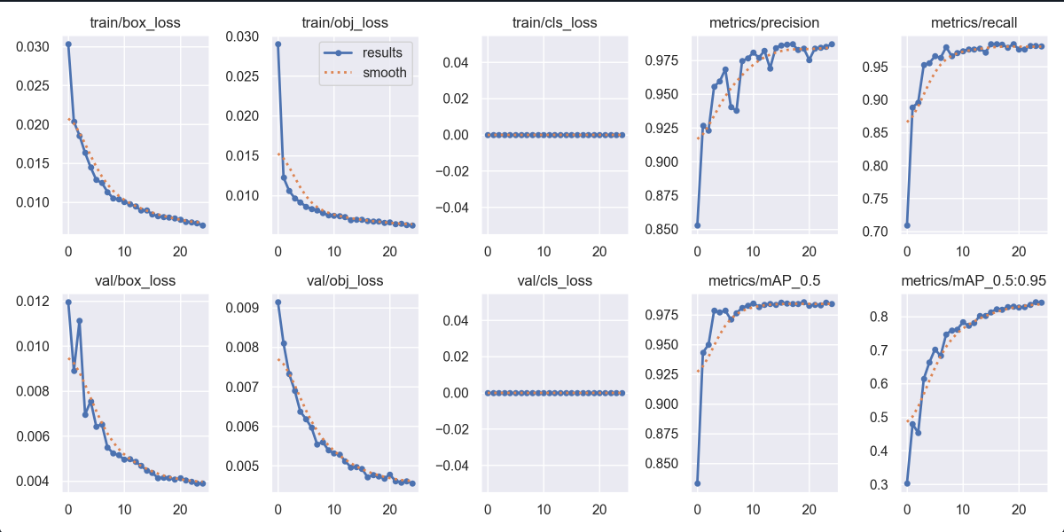 train/box_loss
train/obj_loss
train/cls_loss
metrics/precision
metrics/recall
0.030
0.025
0.020
0.015
0.010
0 10 20
0.030
0.025
0.020
0.015
0.010
results
smooth
0 10 20
0.04
0.02
0.00
−0.02
−0.04
0 10 20
0.975
0.950
0.925
0.900
0.875
0.850
0 10 20
0.95
0.90
0.85
0.80
0.75
0.70
0 10 20
val/box_loss
val/obj_loss
val/cls_loss
metrics/mAP_0.5
metrics/mAP_0.5:0.95
0.012
0.010
0.008
0.006
0.004
0 10 20
0.009
0.008
0.007
0.006
0.005
0 10 20
0.04
0.02
0.00
−0.02
−0.04
0 10 20
0.975
0.950
0.925
0.900
0.875
0.850
0 10 20
0.8
0.7
0.6
0.5
0.4
0.3
0 10 20